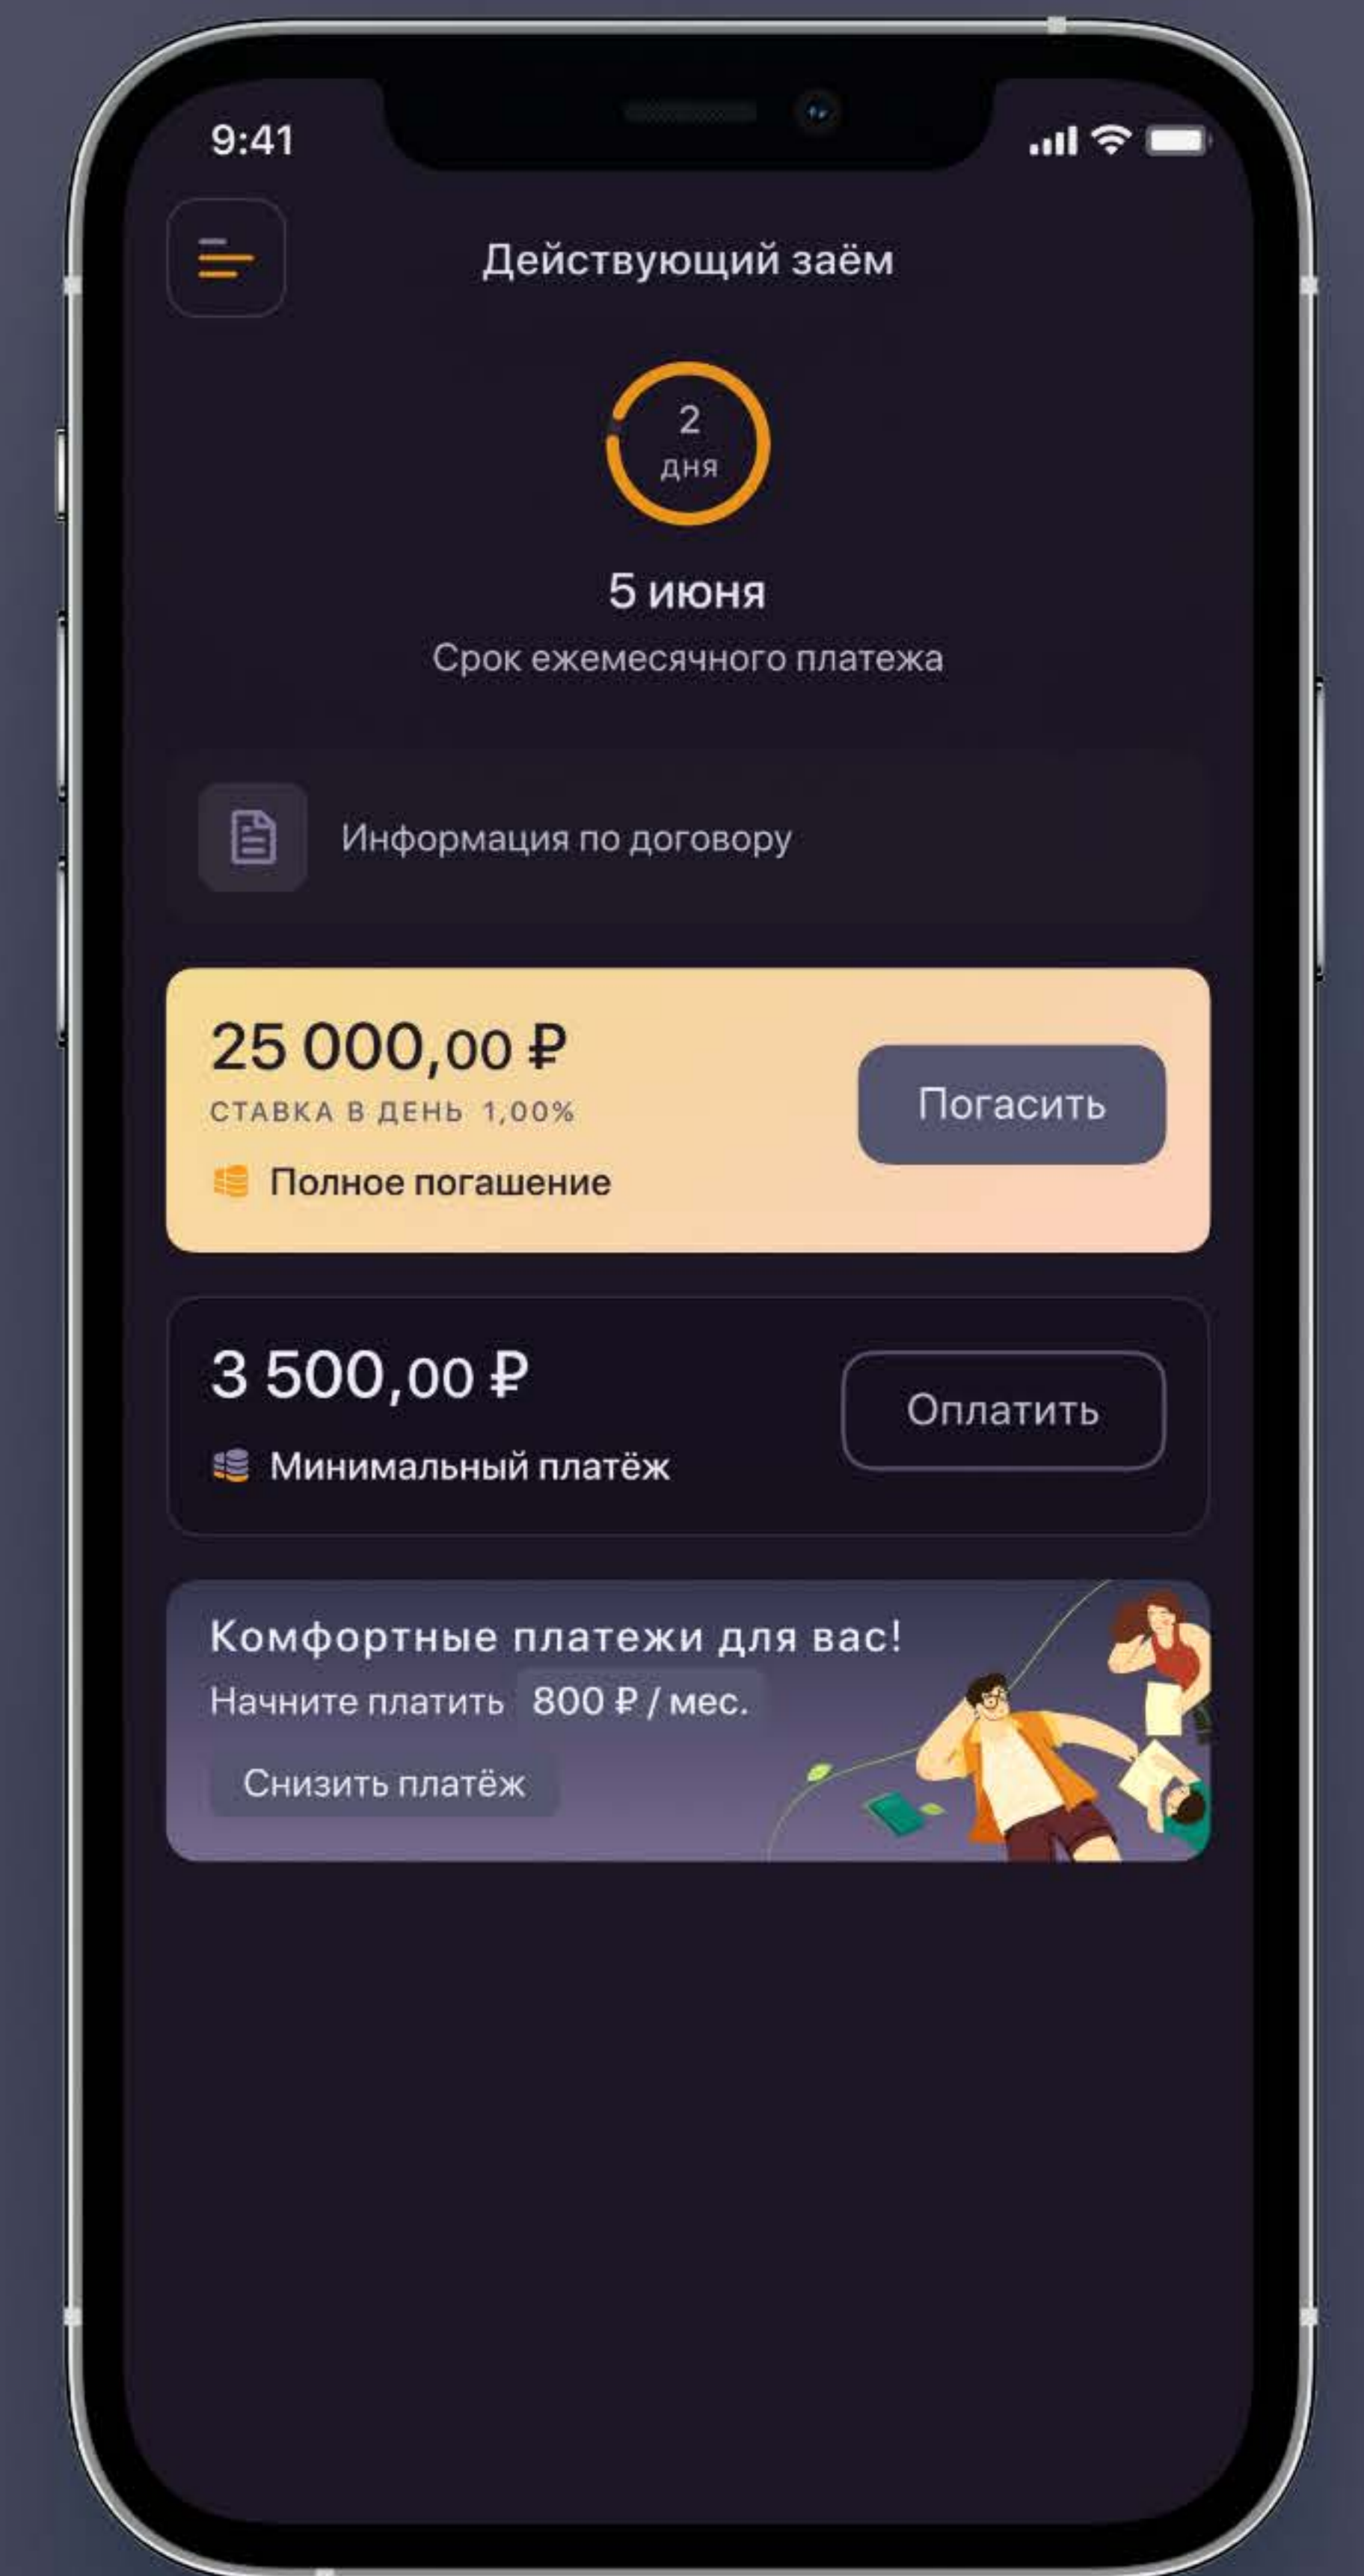 9:41
Действующий заём
2
дня
5 июня
Срок ежемесячного платежа
Информация по договору
25 000,00 ₽
СТАВКА В ДЕНЬ 1,00%
Полное погашение
Погасить
3 500,00 ₽
Минимальный платёж
Оплатить
Комфортные платежи для вас!
Начните платить 800 ₽ / мес.
Снизить платёж